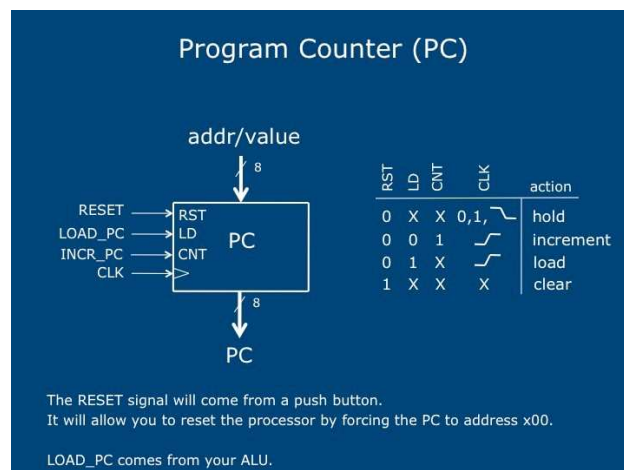 Program Counter (PC)
addr/value
8
RESET
LOAD_PC
INCR_PC
CLK
RST
LD
CNT
PC
8
PC
RST LD CNT CLK action
0 X X 0,1, hold
0 0 1 increment
0 1 X load
1 X X X clear
The RESET signal will come from a push button.
It will allow you to reset the processor by forcing the PC to address x00.
LOAD_PC comes from your ALU.